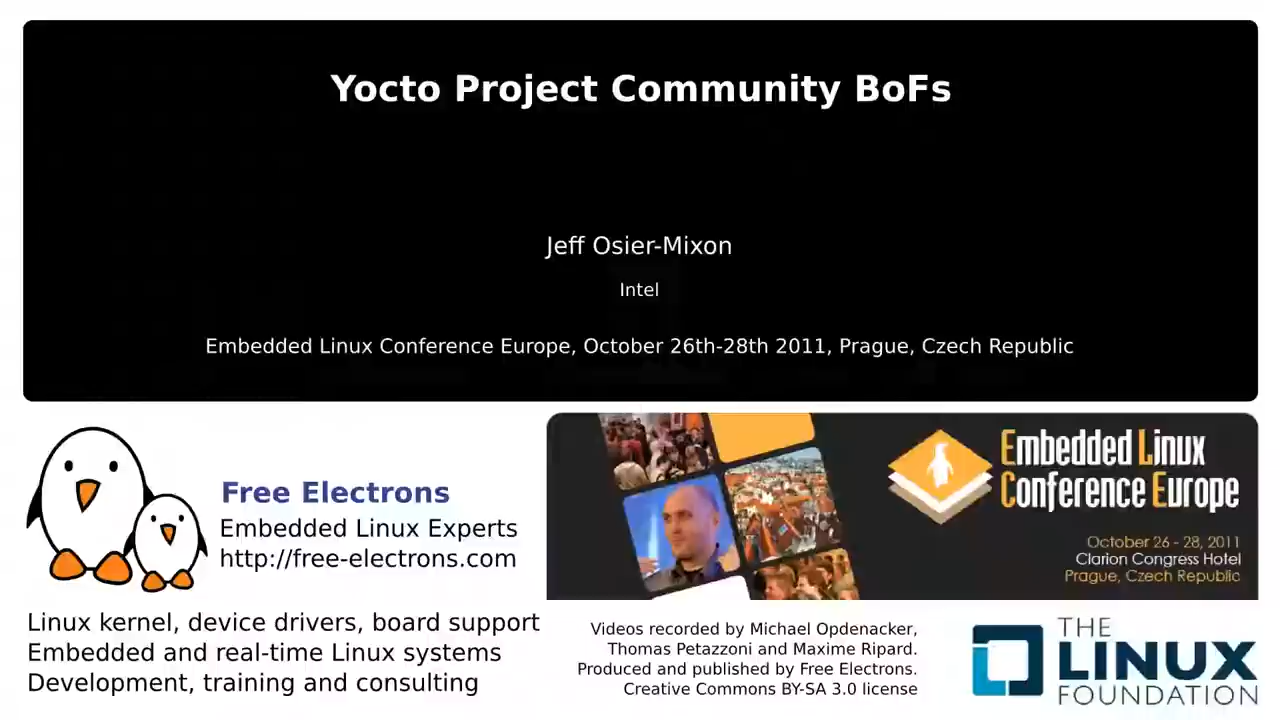 Yocto Project Community BoFs
Jeff Osier-Mixon
Intel
Embedded Linux Conference Europe, October 26th-28th 2011, Prague, Czech Republic
Free Electrons
Embedded Linux Experts
http://free-electrons.com
Linux kernel, device drivers, board support
Embedded and real-time Linux systems
Development, training and consulting
Embedded Linux
Conference Europe
October 26 - 28, 2011
Clarion Congress Hotel
Prague, Czech Republic
Videos recorded by Michael Opdenacker,
Thomas Petazzoni and Maxime Ripard.
Produced and published by Free Electrons.
Creative Commons BY-SA 3.0 license
THE
LINUX
FOUNDATION